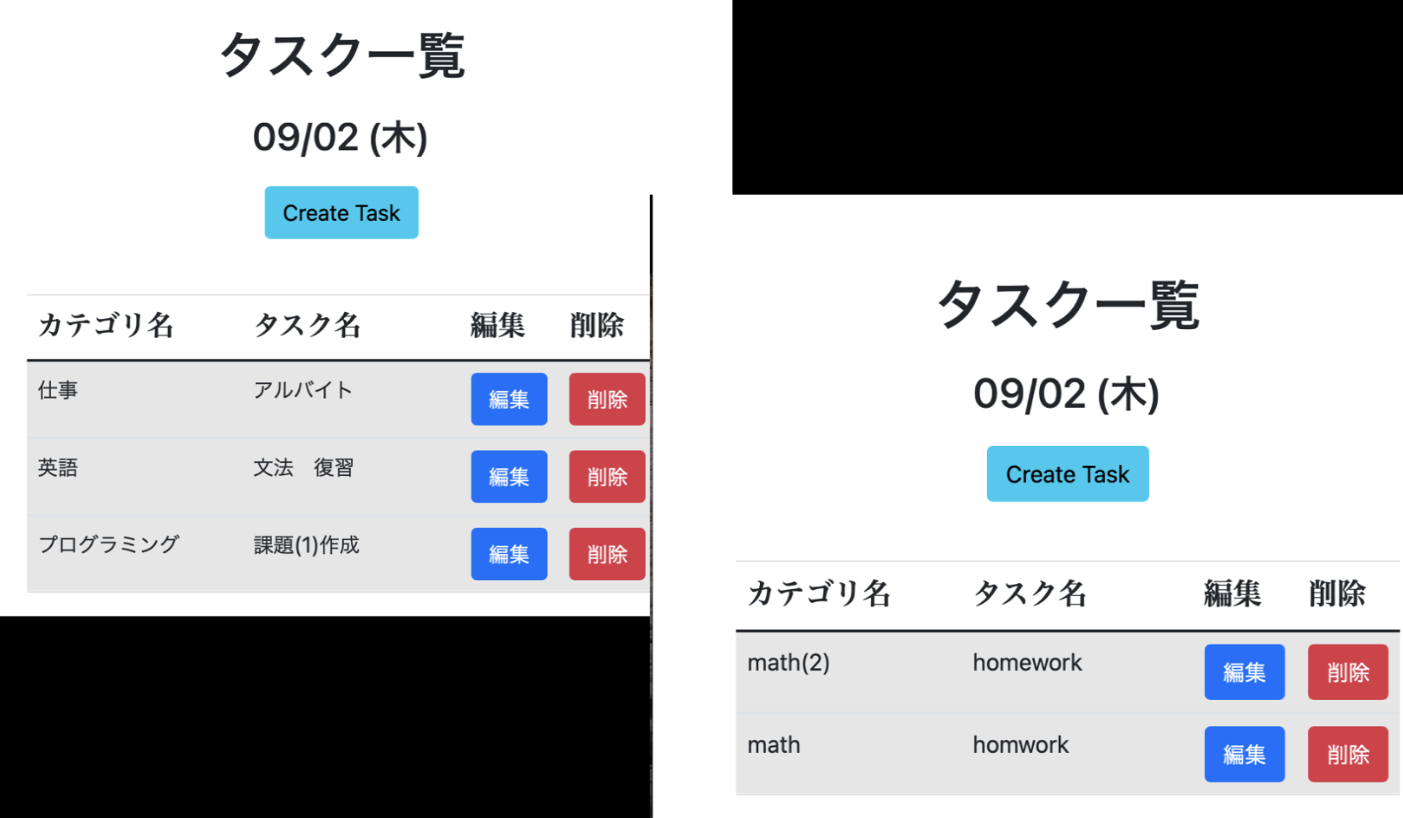 タスク一覧
09/02 (木)
Create Task
カテゴリ名 タスク名 編集 削除
仕事 アルバイト 編集 削除
英語 文法　復習 編集 削除
プログラミング 課題(1)作成 編集 削除
タスク一覧
09/02 (木)
Create Task
カテゴリ名 タスク名 編集 削除
math(2) homework 編集 削除
math homwork 編集 削除